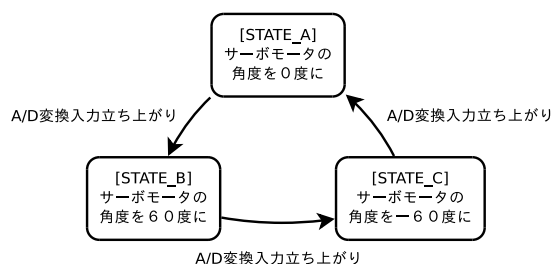 [STATE_A]
サーボモータの
角度を０度に
A/D変換入力立ち上がり
A/D変換入力立ち上がり
[STATE_B]
サーボモータの
角度を６０度に
[STATE_C]
サーボモータの
角度をー６０度に
A/D変換入力立ち上がり